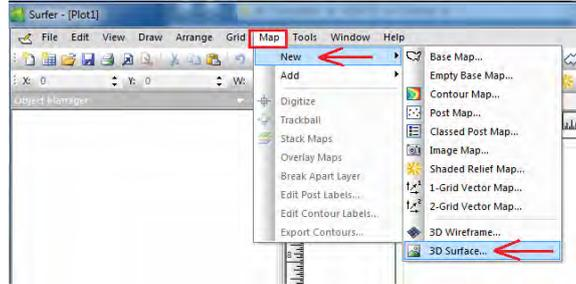 Surfer - [Plot1]
File Edit View Draw Arrange Grid Map Tools Window Help
X: 0 Y: 0 W:
Object Manager
New
Add
Digitize
Trackball
Stack Maps
Overlay Maps
Break Apart Layer
Edit Post Labels...
Edit Contour Labels...
Export Contours...
Base Map...
Empty Base Map...
Contour Map...
Post Map...
Classed Post Map...
Image Map...
Shaded Relief Map...
1-Grid Vector Map...
2-Grid Vector Map...
3D Wireframe...
3D Surface...